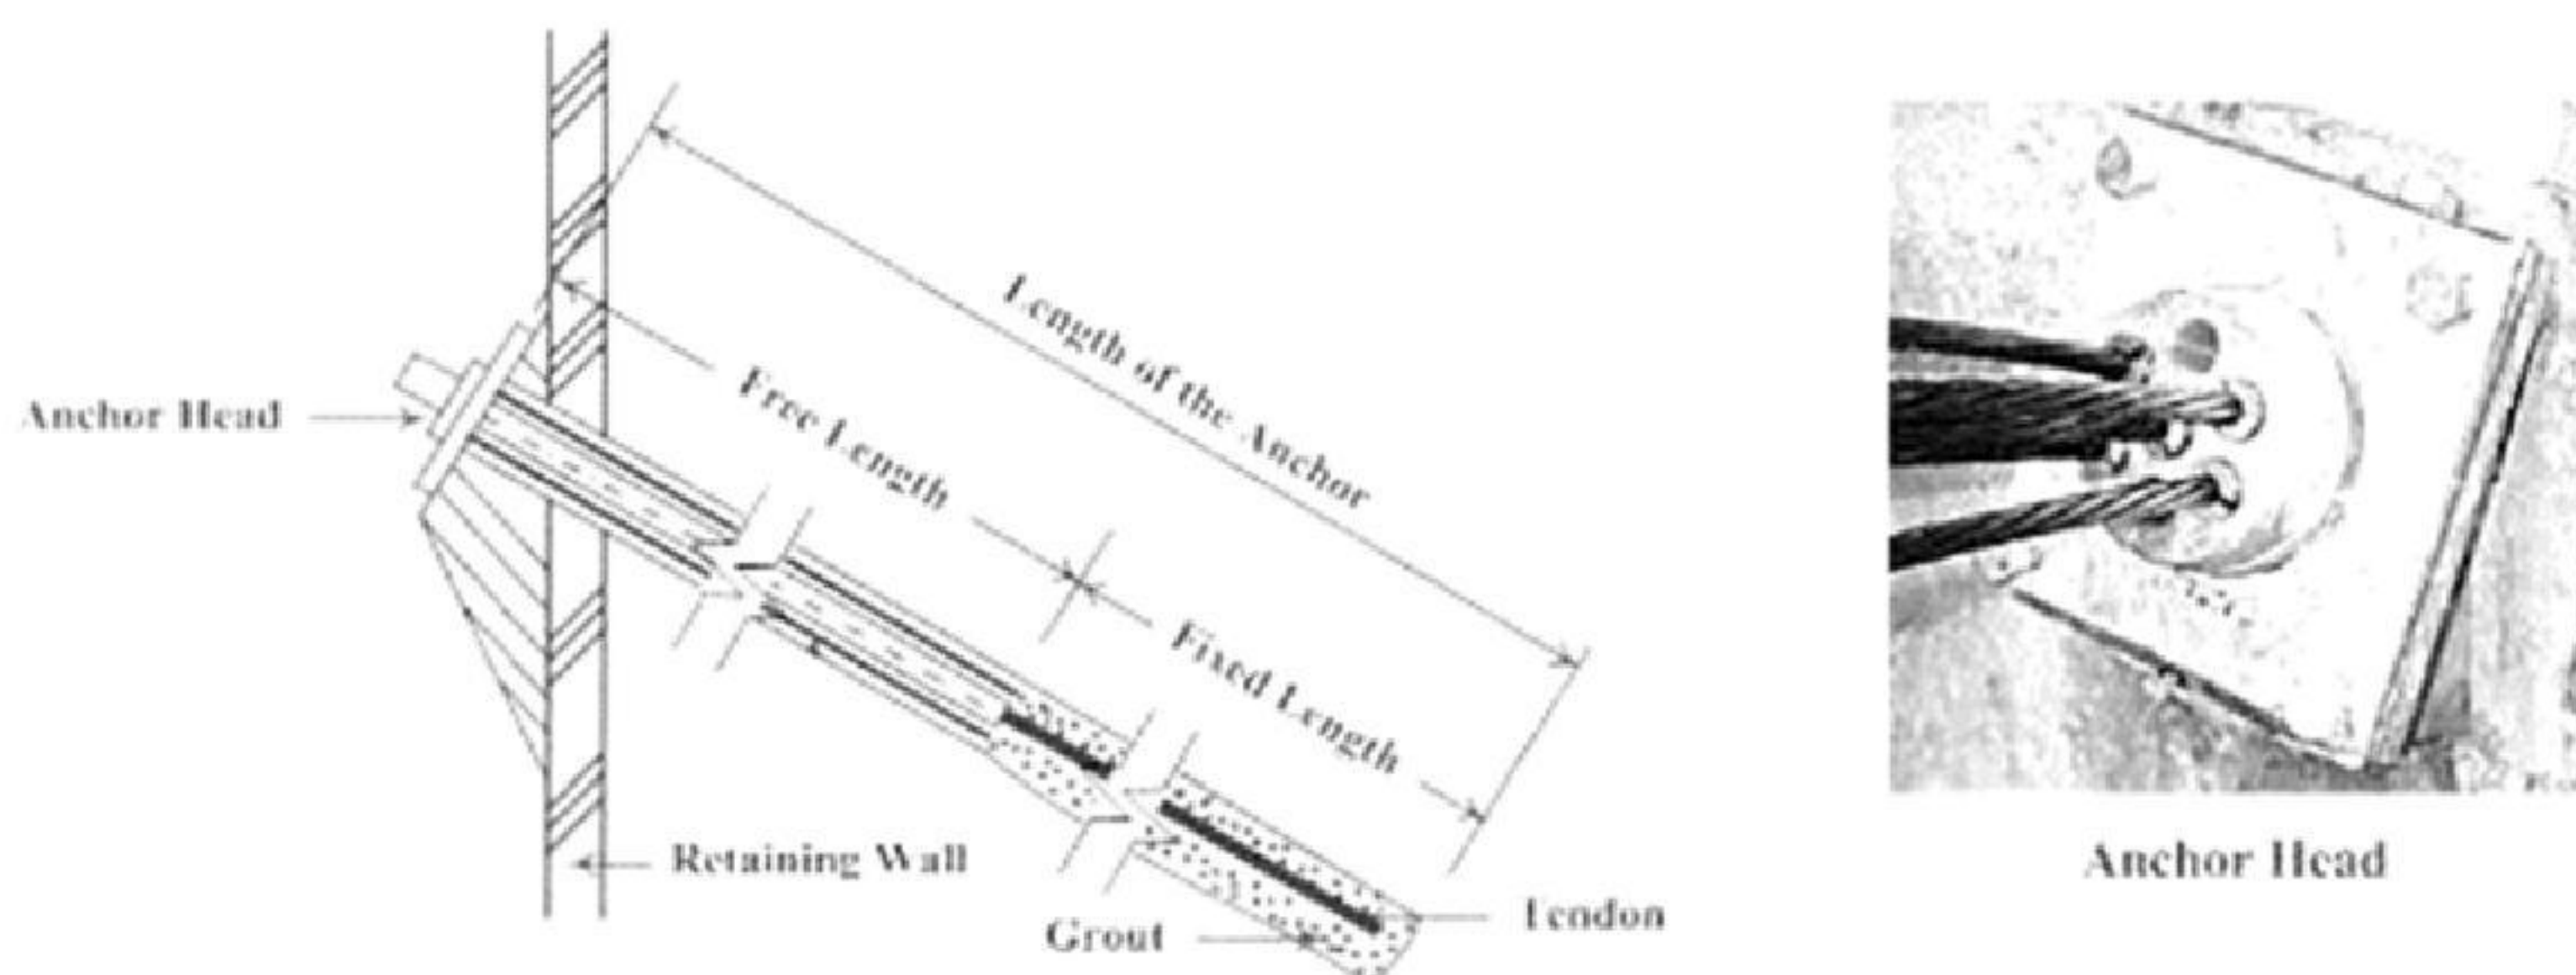 Length of the Anchor
Free Length
Anchor Head
Fixed Length
Retaining Wall
Tendon
Grout
Anchor Head